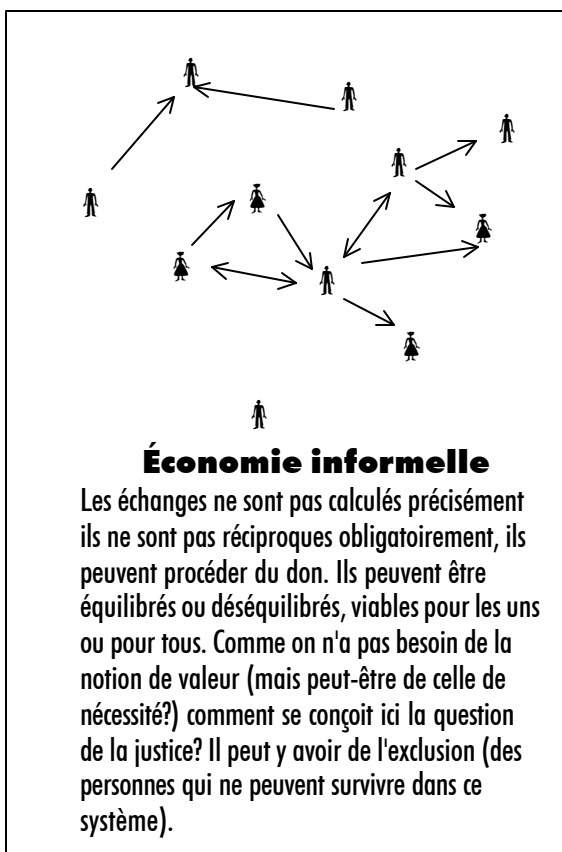 Économie informelle
Les échanges ne sont pas calculés précisément
ils ne sont pas réciproques obligatoirement, ils
peuvent procéder du don. Ils peuvent être
équilibrés ou déséquilibrés, viables pour les uns
ou pour tous. Comme on n'a pas besoin de la
notion de valeur (mais peut-être de celle de
nécessité?) comment se conçoit ici la question
de la justice? Il peut y avoir de l'exclusion (des
personnes qui ne peuvent survivre dans ce
système).